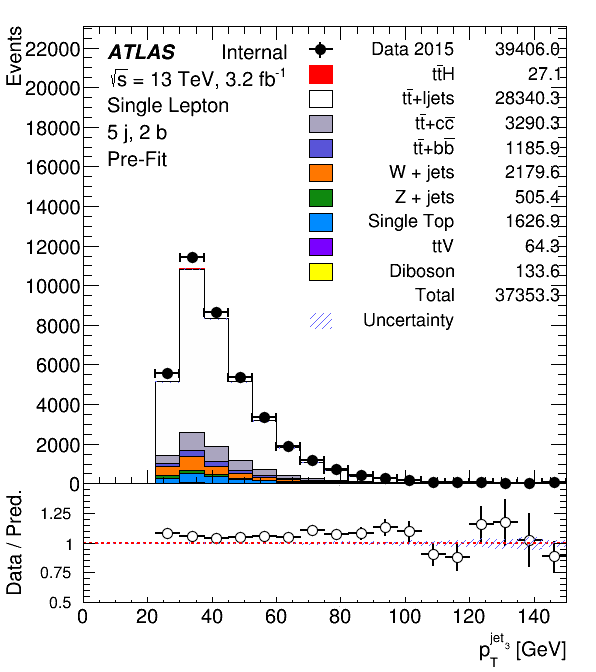 Events
22000
20000
18000
16000
14000
12000
10000
8000
6000
4000
2000
0
ATLAS Internal
√s = 13 TeV, 3.2 fb⁻¹
Single Lepton
5 j, 2 b
Pre-Fit
Data 2015 39406.0
tt̄H 27.1
tt̄+ljets 28340.3
tt̄+cc̄ 3290.3
tt̄+bb̄ 1185.9
W + jets 2179.6
Z + jets 505.4
Single Top 1626.9
ttV 64.3
Diboson 133.6
Total 37353.3
Uncertainty
Data / Pred.
1.25
1
0.75
0.5
0 20 40 60 80 100 120 140
p_T^jet_3 [GeV]